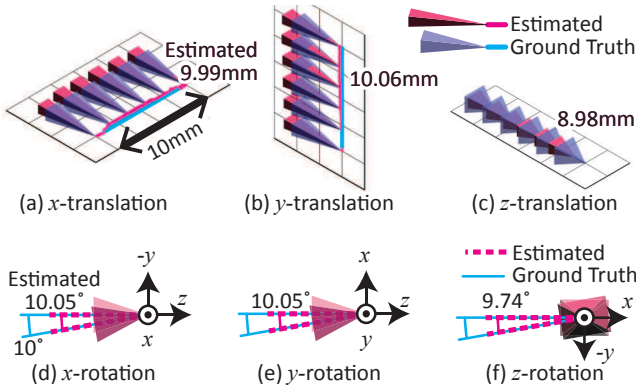 Estimated
9.99mm
10mm
(a) x-translation
10.06mm
(b) y-translation
Estimated
Ground Truth
8.98mm
(c) z-translation
Estimated
10.05°
10°
-y
z
x
(d) x-rotation
10.05°
x
z
y
(e) y-rotation
Estimated
Ground Truth
9.74°
x
-y
(f) z-rotation